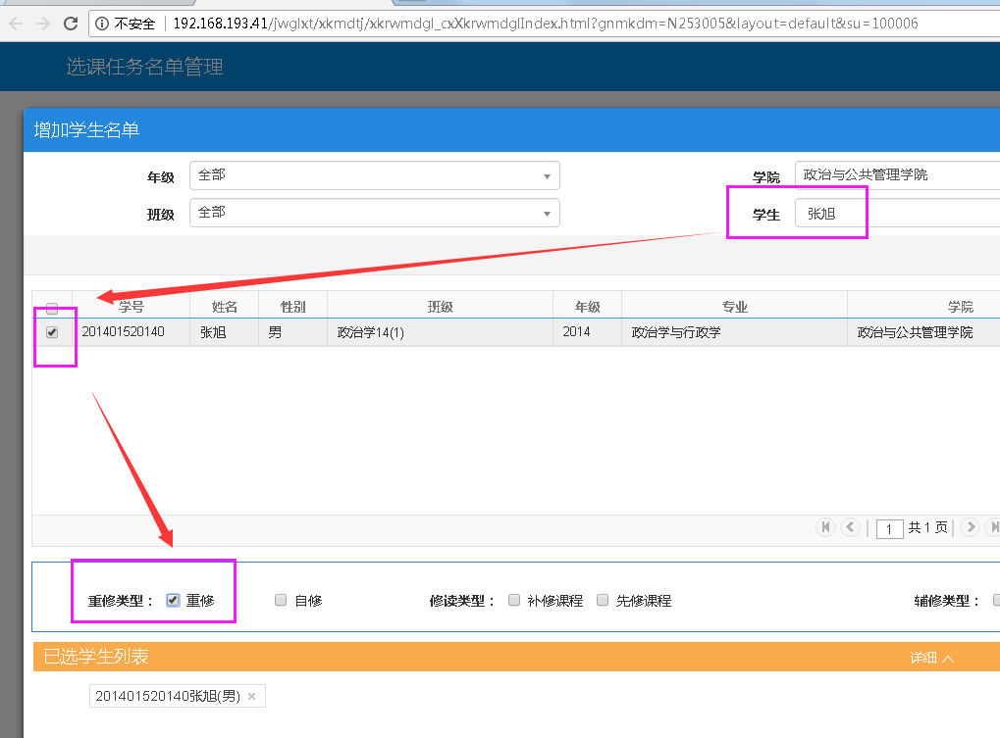 不安全 192.168.193.41/jwglxt/xkmdtj/xkrwmdgl_cxXkrwmdglIndex.html?gnmkdm=N253005&layout=default&su=100006
选课任务名单管理
增加学生名单
年级 全部 学院 政治与公共管理学院
班级 全部 学生 张旭
学号 姓名 性别 班级 年级 专业 学院
201401520140 张旭 男 政治学14(1) 2014 政治学与行政学 政治与公共管理学院
1 共 1 页
重修类型： 重修 自修 修读类型： 补修课程 先修课程 辅修类型：
已选学生列表 详细
201401520140张旭(男) ×